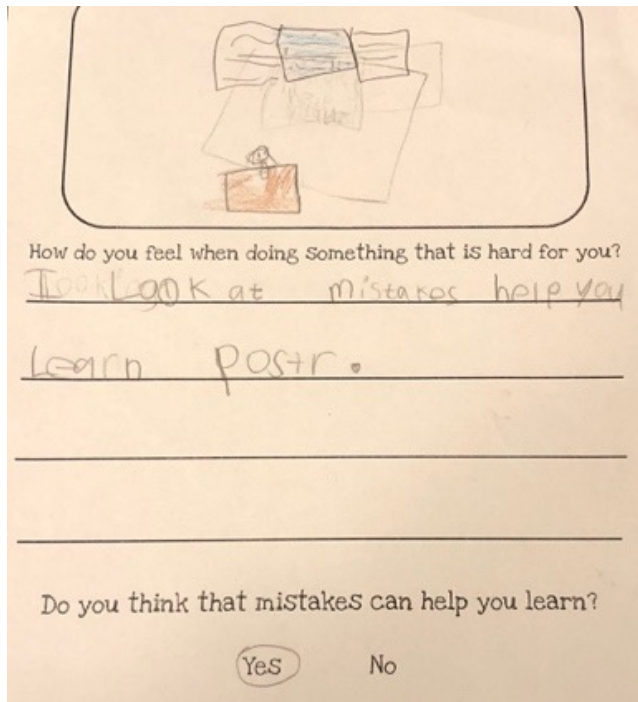 How do you feel when doing something that is hard for you?
I Look at mistakes help you
Learn postr.
Do you think that mistakes can help you learn?
Yes No